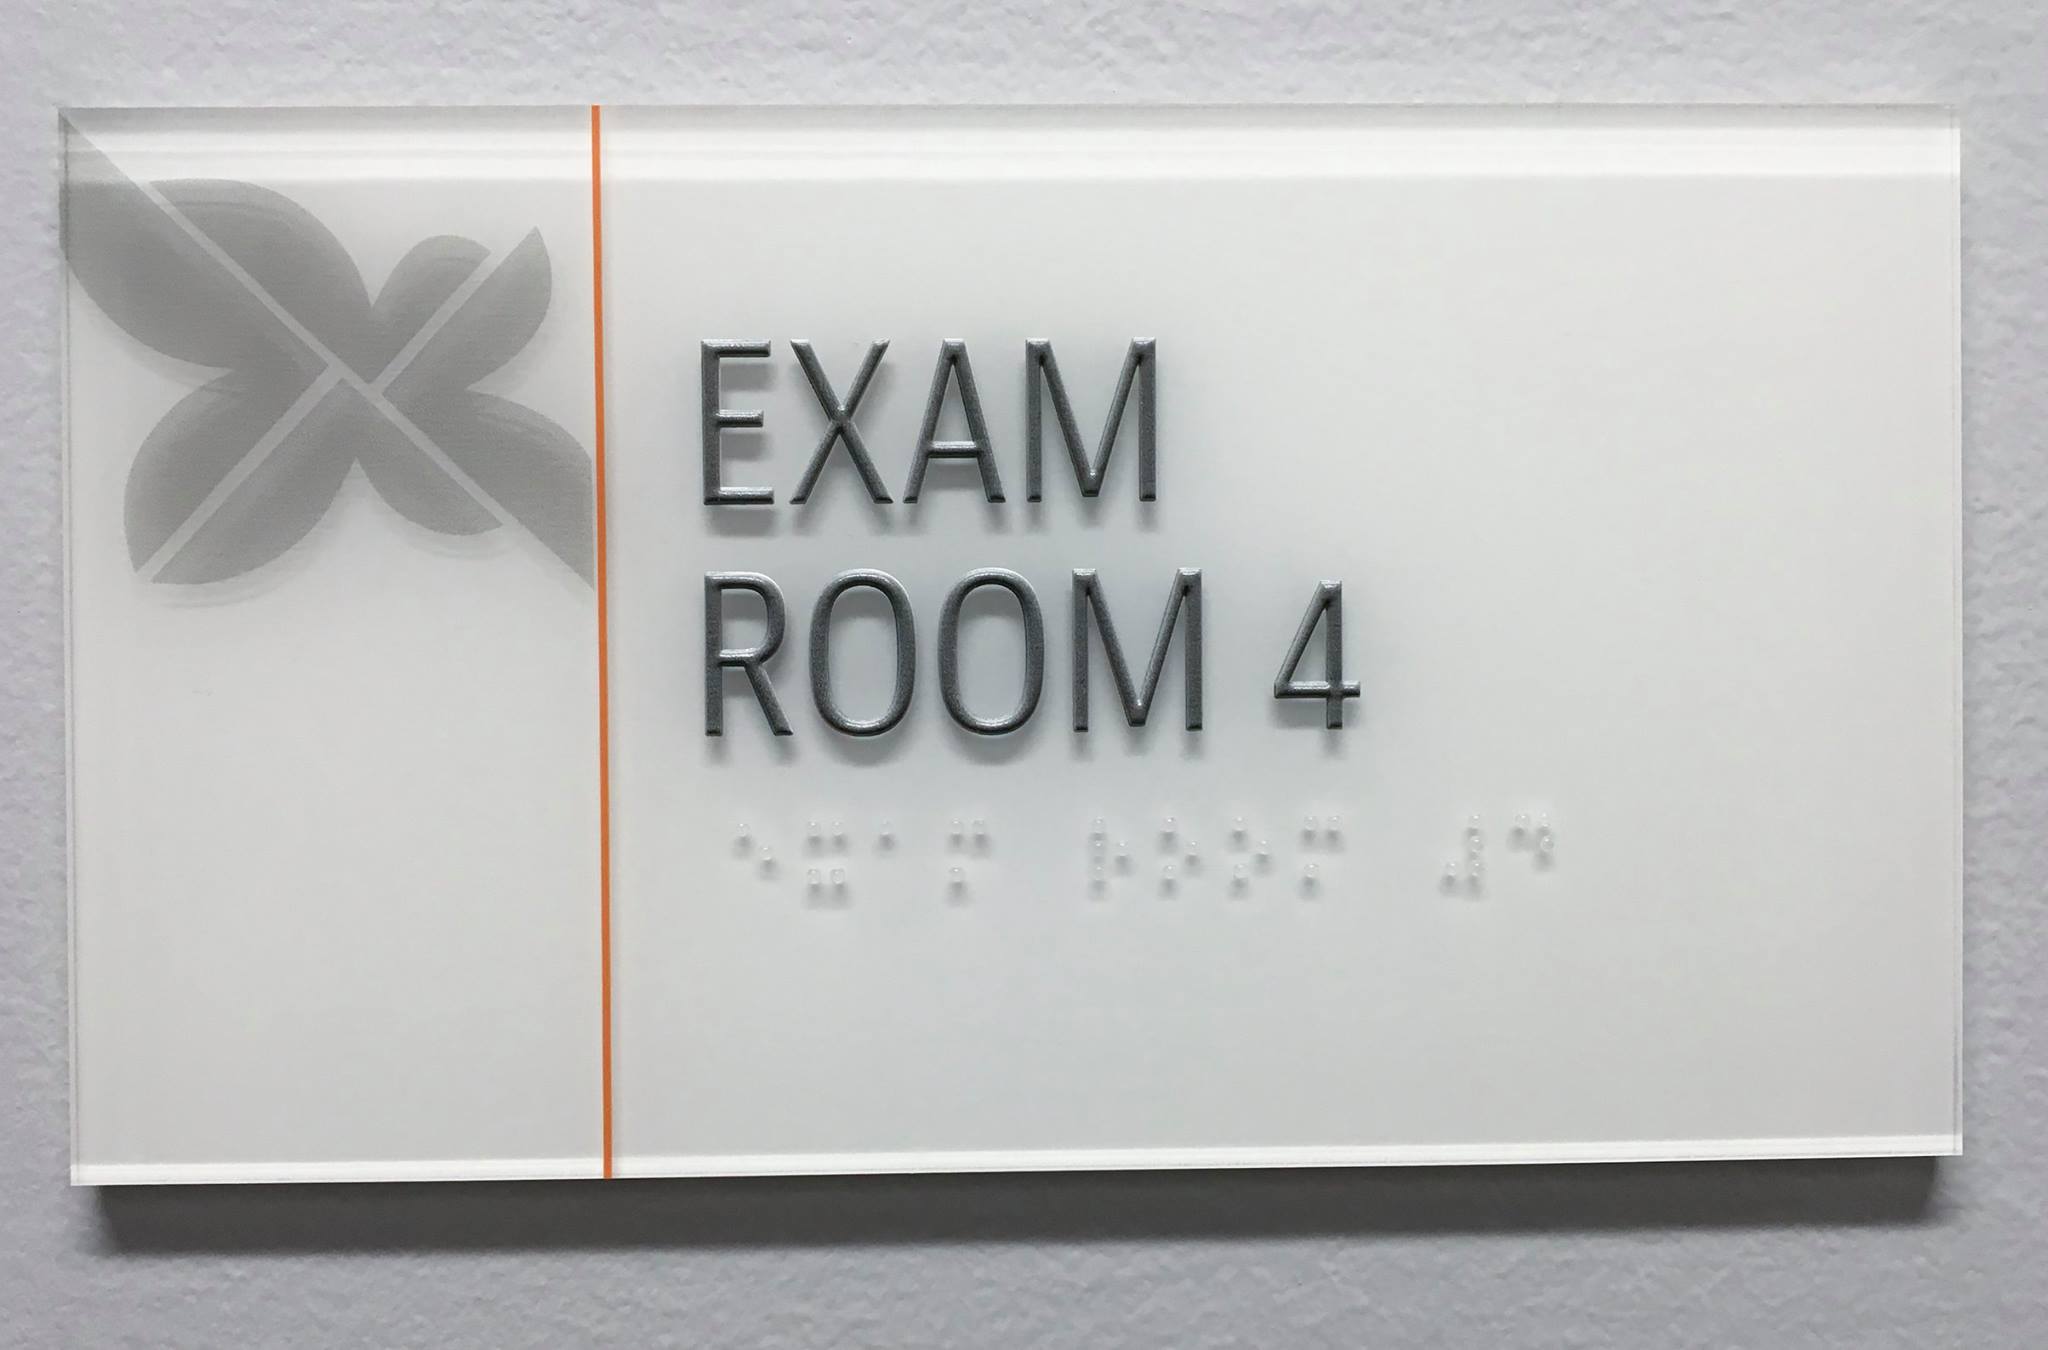 EXAM
ROOM 4
⠑⠭⠁⠍ ⠗⠕⠕⠍ ⠼⠙